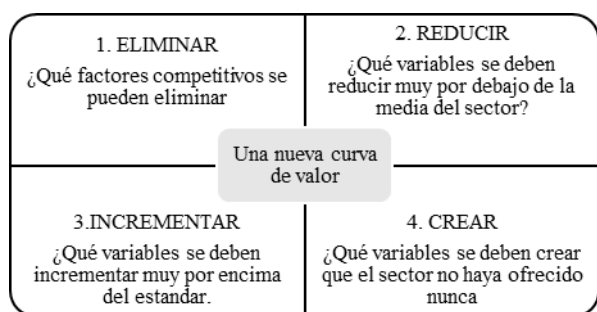 1. ELIMINAR
¿Qué factores competitivos se
pueden eliminar
2. REDUCIR
¿Qué variables se deben
reducir muy por debajo de la
media del sector?
Una nueva curva
de valor
3.INCREMENTAR
¿Qué variables se deben
incrementar muy por encima
del estandar.
4. CREAR
¿Qué variables se deben crear
que el sector no haya ofrecido
nunca